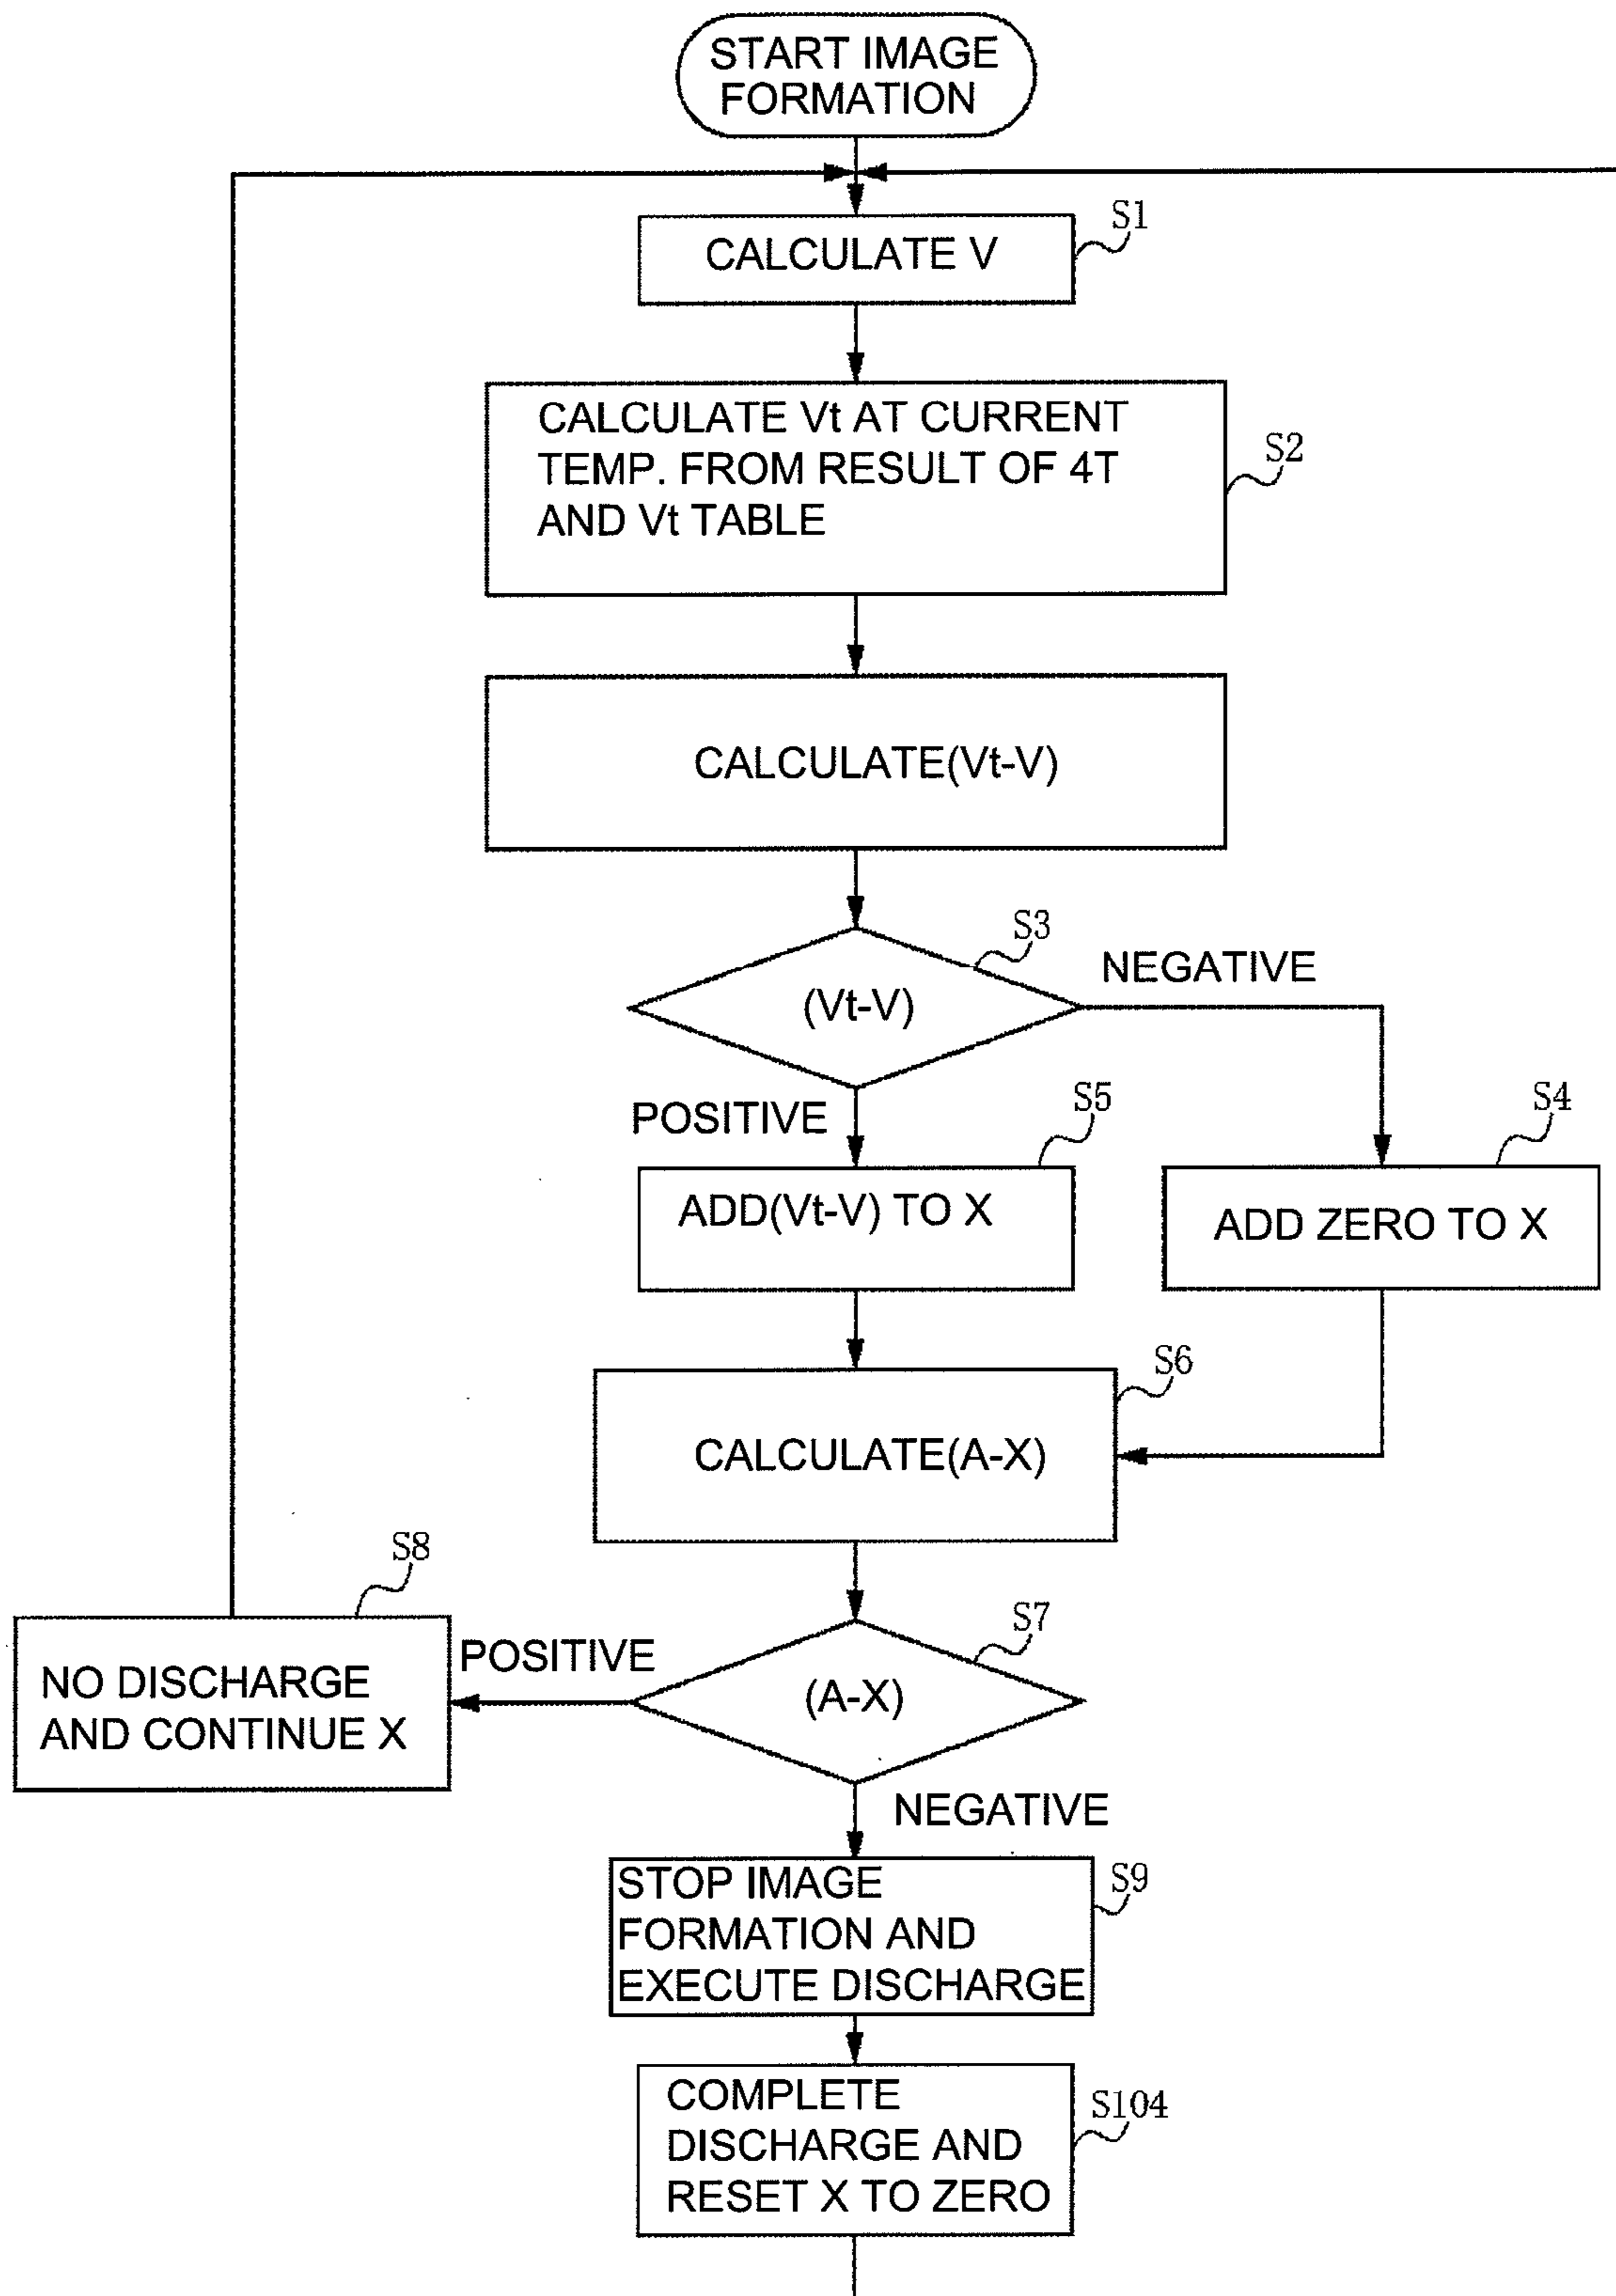 START IMAGE
FORMATION
S1
CALCULATE V
S2
CALCULATE Vt AT CURRENT
TEMP. FROM RESULT OF 4T
AND Vt TABLE
CALCULATE(Vt-V)
S3
(Vt-V)
NEGATIVE
POSITIVE
S5
S4
ADD(Vt-V) TO X
ADD ZERO TO X
S6
CALCULATE(A-X)
S8
NO DISCHARGE
AND CONTINUE X
POSITIVE
S7
(A-X)
NEGATIVE
S9
STOP IMAGE
FORMATION AND
EXECUTE DISCHARGE
S104
COMPLETE
DISCHARGE AND
RESET X TO ZERO